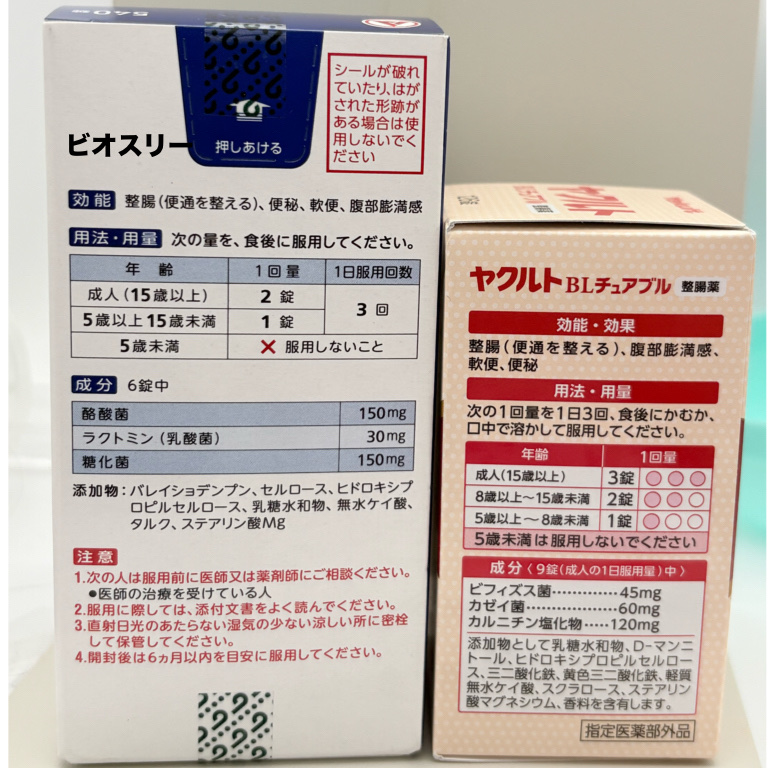 540錠
シールが破れ
ていたり、はが
された形跡が
ある場合は使
用しないでく
ださい
ビオスリー
押しあける
効能 整腸(便通を整える)、便秘、軟便、腹部膨満感
用法・用量 次の量を、食後に服用してください。
年 齢 1回量 1日服用回数
成人(15歳以上) 2錠 3回
5歳以上15歳未満 1錠
5歳未満 × 服用しないこと
成分 6錠中
酪酸菌 150mg
ラクトミン(乳酸菌) 30mg
糖化菌 150mg
添加物:バレイショデンプン、セルロース、ヒドロキシプ
ロピルセルロース、乳糖水和物、無水ケイ酸、
タルク、ステアリン酸Mg
注意
1.次の人は服用前に医師又は薬剤師にご相談ください。
●医師の治療を受けている人
2.服用に際しては、添付文書をよく読んでください。
3.直射日光のあたらない湿気の少ない涼しい所に密栓
して保管してください。
4.開封後は6ヵ月以内を目安に服用してください。
ヤクルト
ヤクルトBLチュアブル 整腸薬
効能・効果
整腸(便通を整える)、腹部膨満感、
軟便、便秘
用法・用量
次の1回量を1日3回、食後にかむか、
口中で溶かして服用してください。
年齢 1回量
成人(15歳以上) 3錠
8歳以上〜15歳未満 2錠
5歳以上〜8歳未満 1錠
5歳未満は服用しないでください
成分〈9錠(成人の1日服用量)中〉
ビフィズス菌…………45mg
カゼイ菌………………60mg
カルニチン塩化物……120mg
添加物として乳糖水和物、D-マンニ
トール、ヒドロキシプロピルセルロー
ス、三二酸化鉄、黄色三二酸化鉄、軽質
無水ケイ酸、スクラロース、ステアリン
酸マグネシウム、香料を含有します。
指定医薬部外品